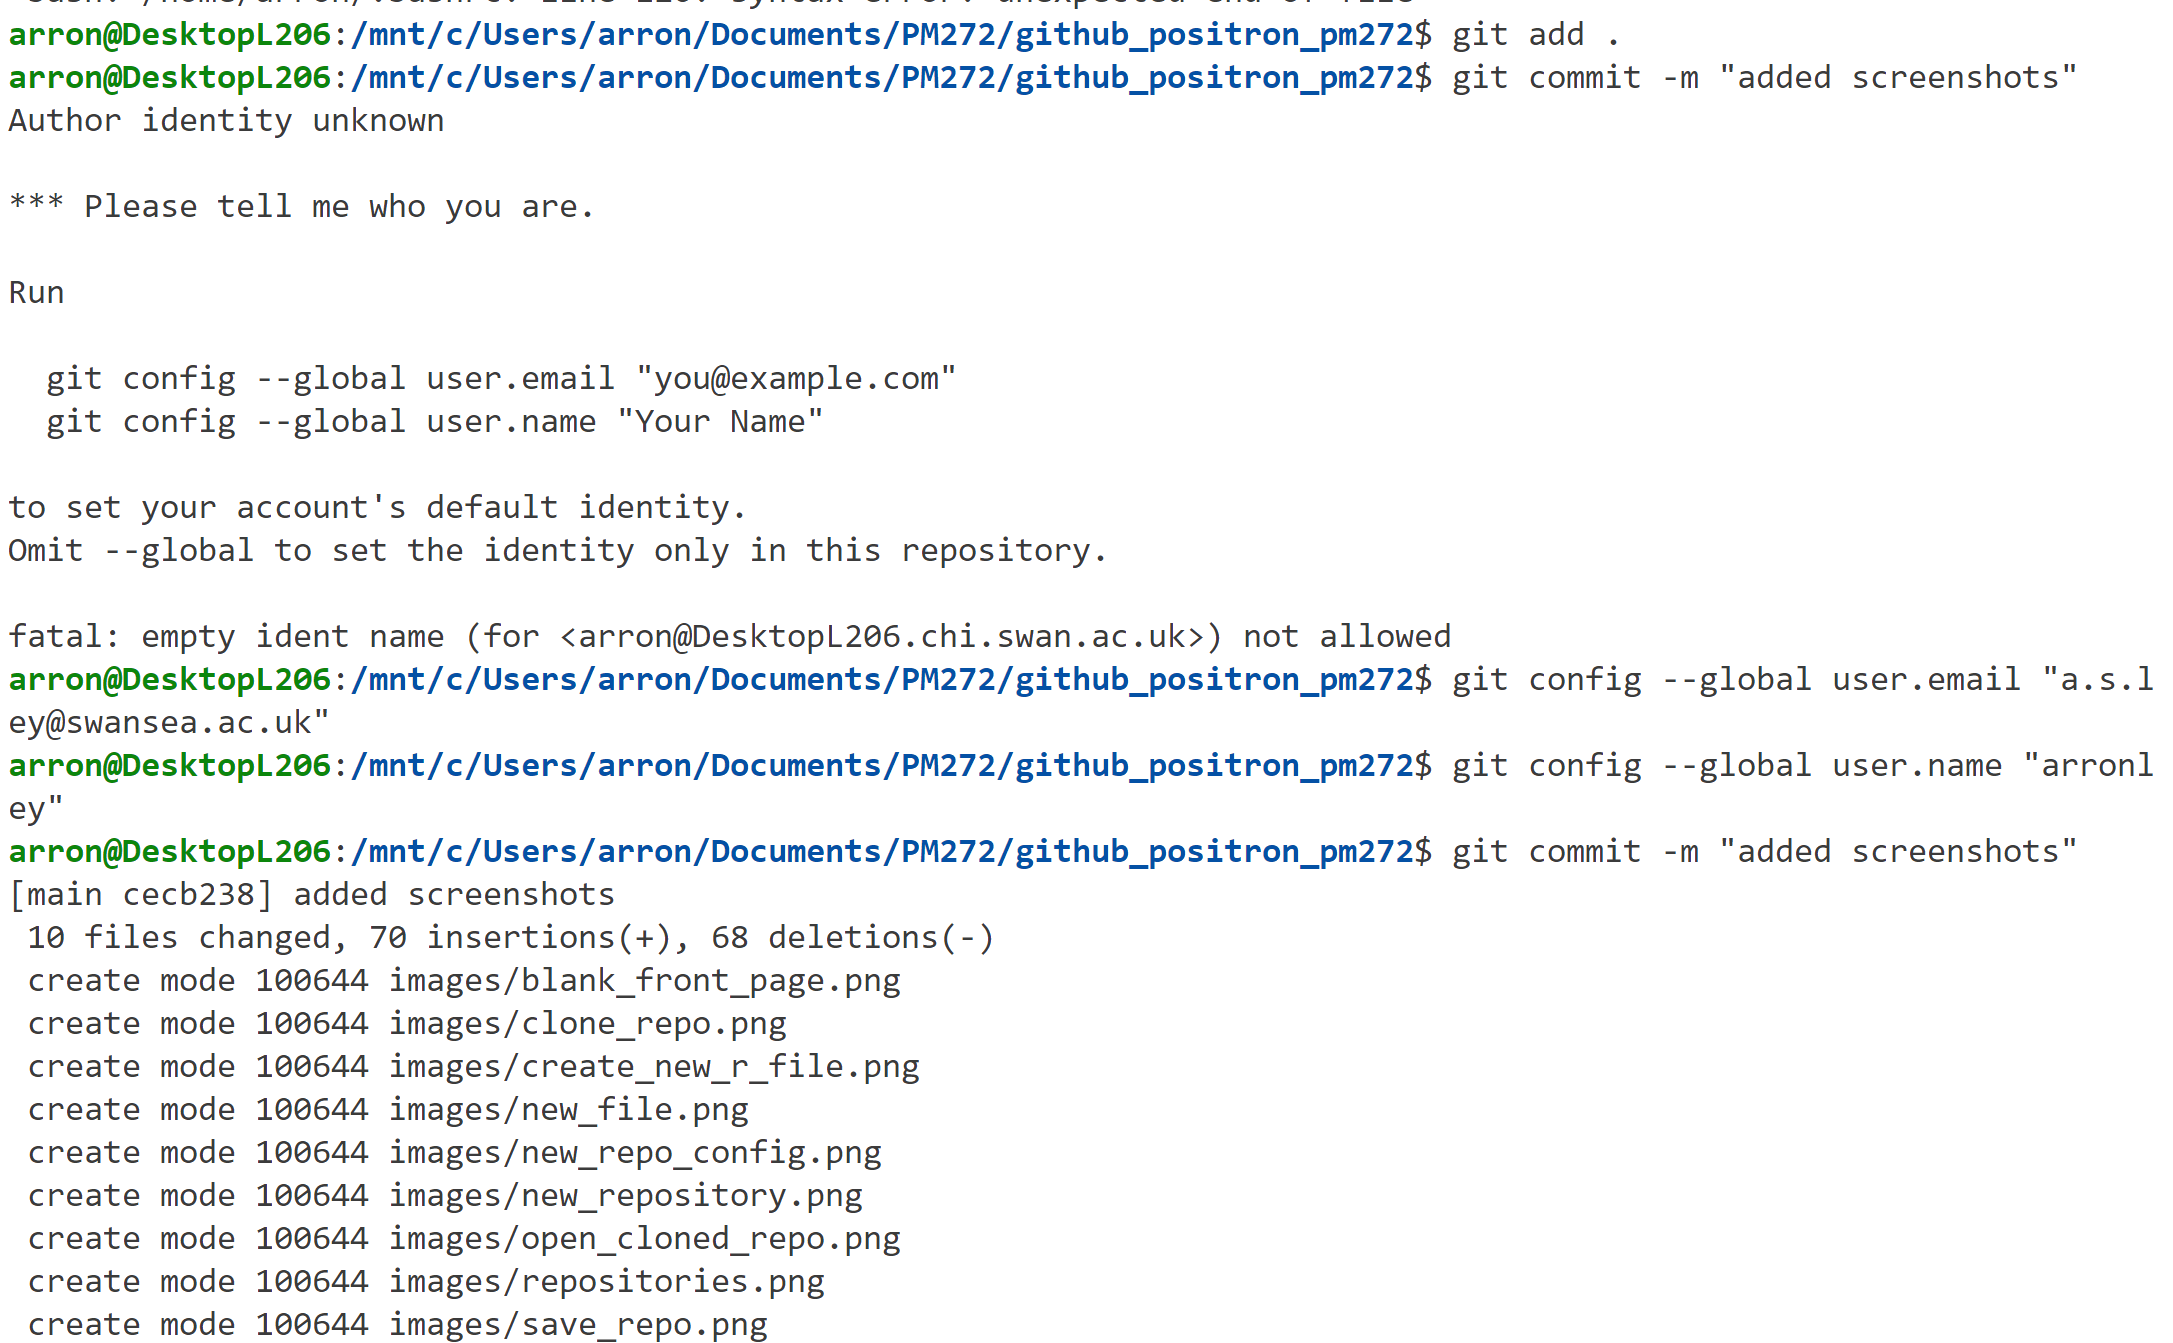 arron@DesktopL206:/mnt/c/Users/arron/Documents/PM272/github_positron_pm272$ git add .
arron@DesktopL206:/mnt/c/Users/arron/Documents/PM272/github_positron_pm272$ git commit -m "added screenshots"
Author identity unknown
*** Please tell me who you are.
Run
git config --global user.email "you@example.com"
git config --global user.name "Your Name"
to set your account's default identity.
Omit --global to set the identity only in this repository.
fatal: empty ident name (for <arron@DesktopL206.chi.swan.ac.uk>) not allowed
arron@DesktopL206:/mnt/c/Users/arron/Documents/PM272/github_positron_pm272$ git config --global user.email "a.s.l
ey@swansea.ac.uk"
arron@DesktopL206:/mnt/c/Users/arron/Documents/PM272/github_positron_pm272$ git config --global user.name "arronl
ey"
arron@DesktopL206:/mnt/c/Users/arron/Documents/PM272/github_positron_pm272$ git commit -m "added screenshots"
[main cecb238] added screenshots
10 files changed, 70 insertions(+), 68 deletions(-)
create mode 100644 images/blank_front_page.png
create mode 100644 images/clone_repo.png
create mode 100644 images/create_new_r_file.png
create mode 100644 images/new_file.png
create mode 100644 images/new_repo_config.png
create mode 100644 images/new_repository.png
create mode 100644 images/open_cloned_repo.png
create mode 100644 images/repositories.png
create mode 100644 images/save_repo.png